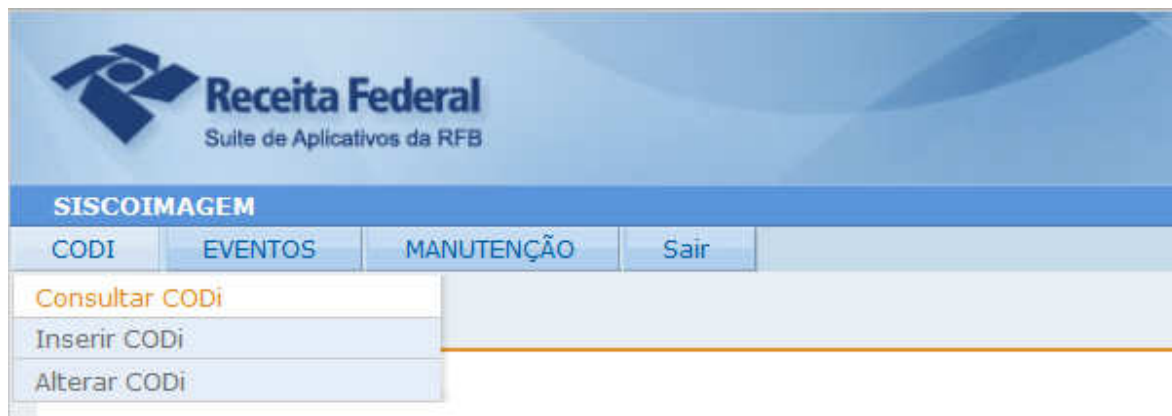 Receita Federal
Suite de Aplicativos da RFB
SISCOIMAGEM
CODI EVENTOS MANUTENÇÃO Sair
Consultar CODi
Inserir CODi
Alterar CODi